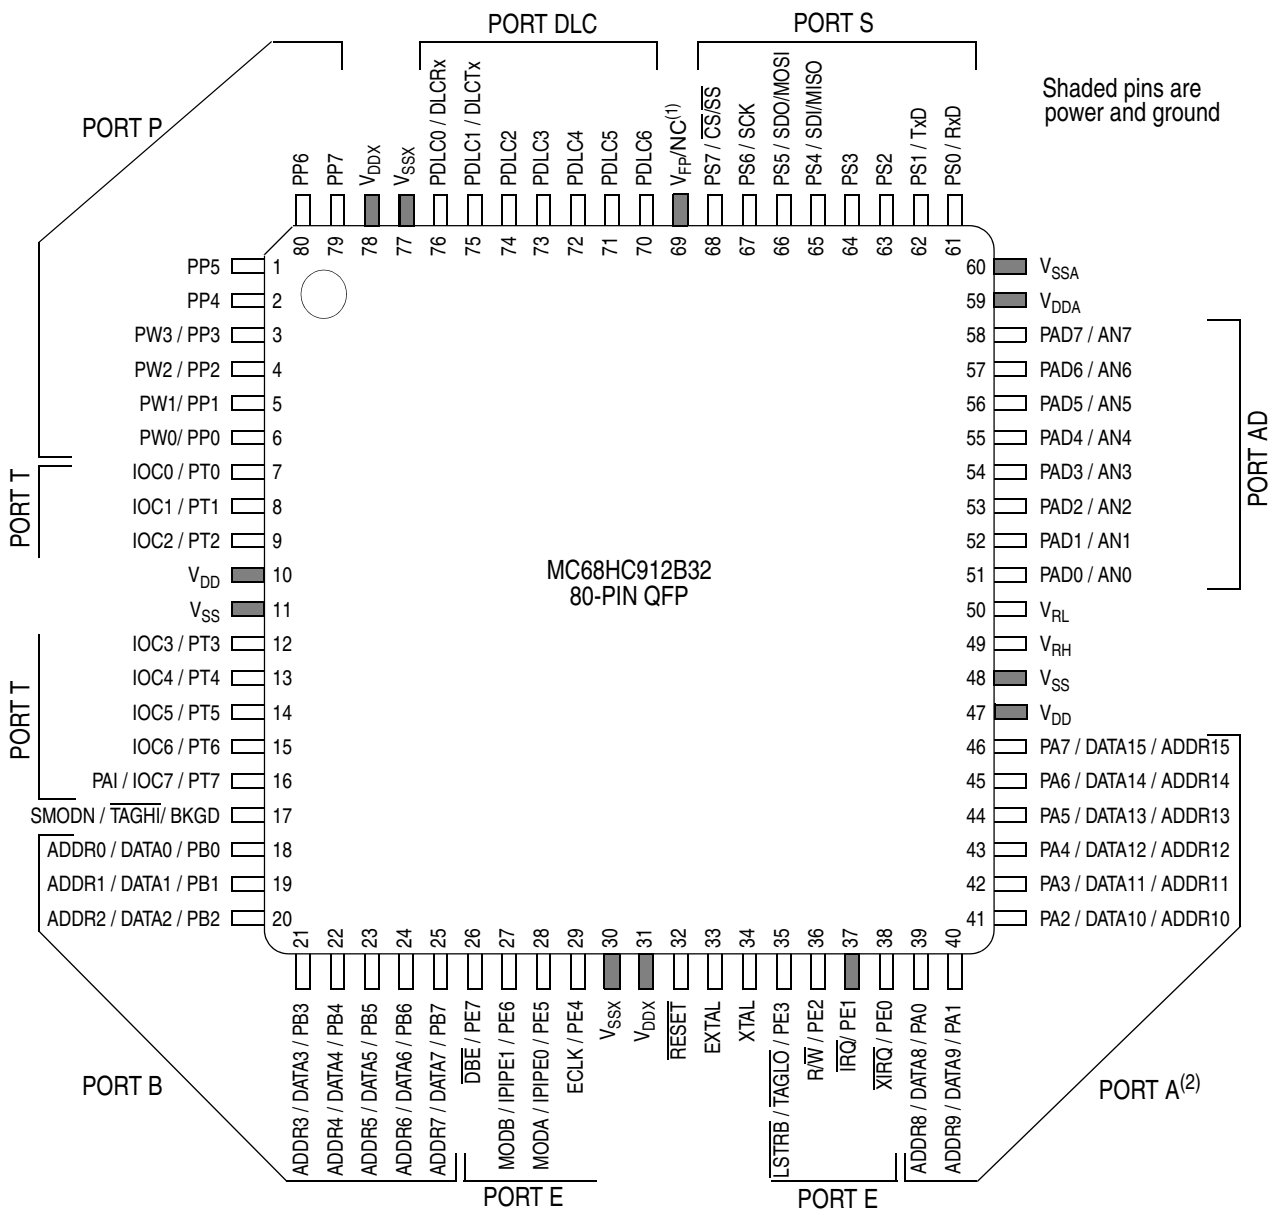 PORT DLC
PORT S
Shaded pins are
power and ground
PORT P
PP6
PP7
VDDX
VSSX
PDLC0 / DLCRx
PDLC1 / DLCTx
PDLC2
PDLC3
PDLC4
PDLC5
PDLC6
VFP/NC(1)
PS7 / CS/SS
PS6 / SCK
PS5 / SDO/MOSI
PS4 / SDI/MISO
PS3
PS2
PS1 / TxD
PS0 / RxD
80
79
78
77
76
75
74
73
72
71
70
69
68
67
66
65
64
63
62
61
PP5 1
PP4 2
PW3 / PP3 3
PW2 / PP2 4
PW1/ PP1 5
PW0/ PP0 6
IOC0 / PT0 7
IOC1 / PT1 8
IOC2 / PT2 9
VDD 10
VSS 11
IOC3 / PT3 12
IOC4 / PT4 13
IOC5 / PT5 14
IOC6 / PT6 15
PAI / IOC7 / PT7 16
SMODN / TAGHI/ BKGD 17
ADDR0 / DATA0 / PB0 18
ADDR1 / DATA1 / PB1 19
ADDR2 / DATA2 / PB2 20
PORT T
PORT T
MC68HC912B32
80-PIN QFP
60 VSSA
59 VDDA
58 PAD7 / AN7
57 PAD6 / AN6
56 PAD5 / AN5
55 PAD4 / AN4
54 PAD3 / AN3
53 PAD2 / AN2
52 PAD1 / AN1
51 PAD0 / AN0
50 VRL
49 VRH
48 VSS
47 VDD
46 PA7 / DATA15 / ADDR15
45 PA6 / DATA14 / ADDR14
44 PA5 / DATA13 / ADDR13
43 PA4 / DATA12 / ADDR12
42 PA3 / DATA11 / ADDR11
41 PA2 / DATA10 / ADDR10
PORT AD
21
22
23
24
25
26
27
28
29
30
31
32
33
34
35
36
37
38
39
40
ADDR3 / DATA3 / PB3
ADDR4 / DATA4 / PB4
ADDR5 / DATA5 / PB5
ADDR6 / DATA6 / PB6
ADDR7 / DATA7 / PB7
DBE / PE7
MODB / IPIPE1 / PE6
MODA / IPIPE0 / PE5
ECLK / PE4
VSSX
VDDX
RESET
EXTAL
XTAL
LSTRB / TAGLO / PE3
R/W / PE2
IRQ/ PE1
XIRQ / PE0
ADDR8 / DATA8 / PA0
ADDR9 / DATA9 / PA1
PORT B
PORT A(2)
PORT E
PORT E